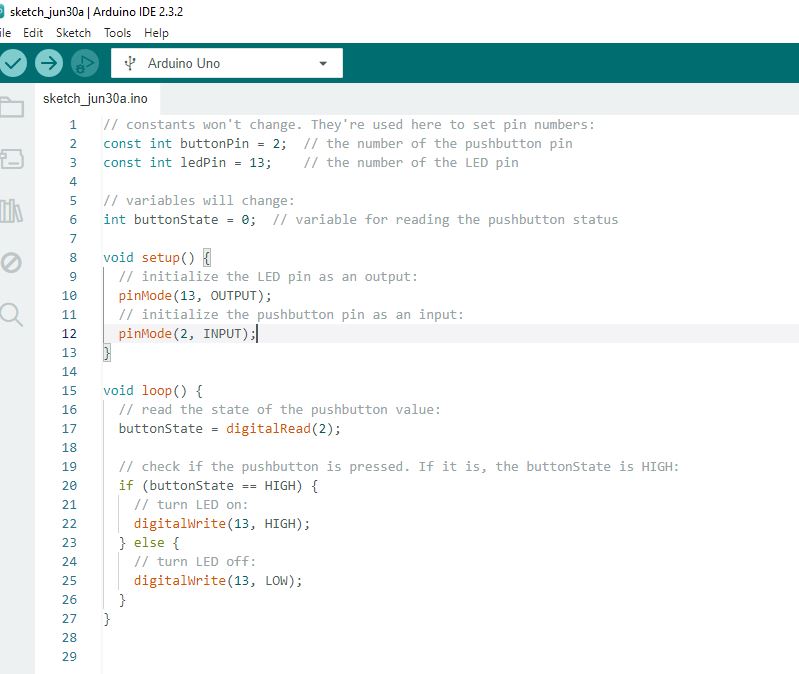 sketch_jun30a | Arduino IDE 2.3.2
ile Edit Sketch Tools Help
Arduino Uno
sketch_jun30a.ino
1 // constants won't change. They're used here to set pin numbers:
2 const int buttonPin = 2;  // the number of the pushbutton pin
3 const int ledPin = 13;    // the number of the LED pin
4
5 // variables will change:
6 int buttonState = 0;  // variable for reading the pushbutton status
7
8 void setup() {
9   // initialize the LED pin as an output:
10   pinMode(13, OUTPUT);
11   // initialize the pushbutton pin as an input:
12   pinMode(2, INPUT);
13 }
14
15 void loop() {
16   // read the state of the pushbutton value:
17   buttonState = digitalRead(2);
18
19   // check if the pushbutton is pressed. If it is, the buttonState is HIGH:
20   if (buttonState == HIGH) {
21     // turn LED on:
22     digitalWrite(13, HIGH);
23   } else {
24     // turn LED off:
25     digitalWrite(13, LOW);
26   }
27 }
28
29